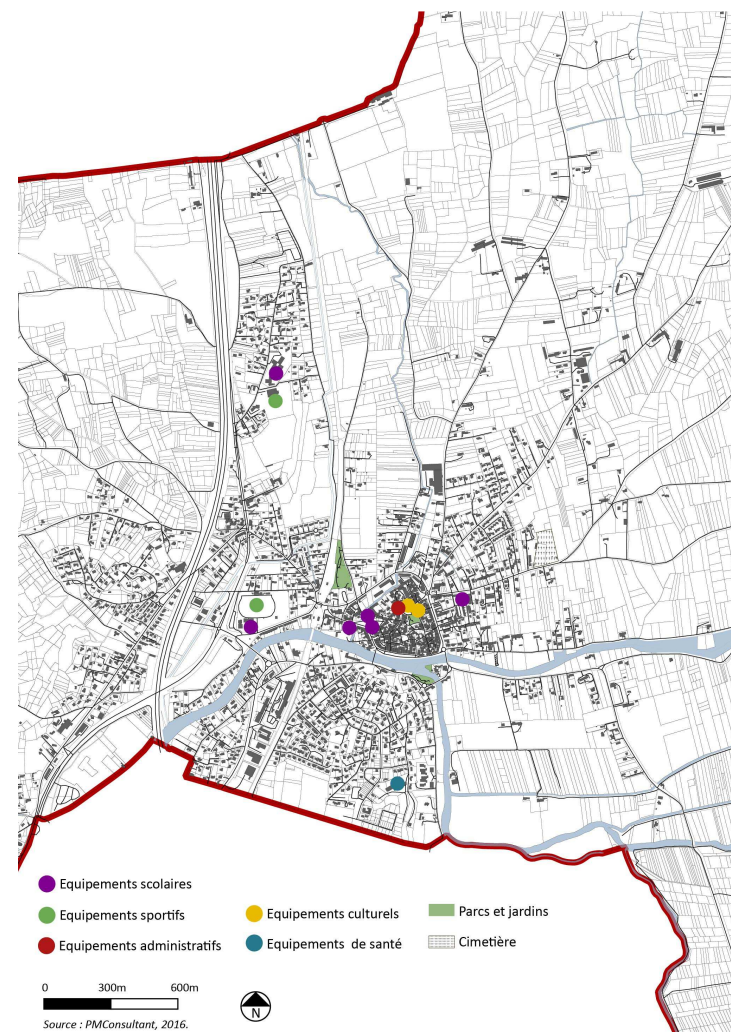 Equipements scolaires
Equipements sportifs
Equipements culturels
Parcs et jardins
Equipements administratifs
Equipements  de santé
Cimetière
0 300m 600m
N
Source : PMConsultant, 2016.